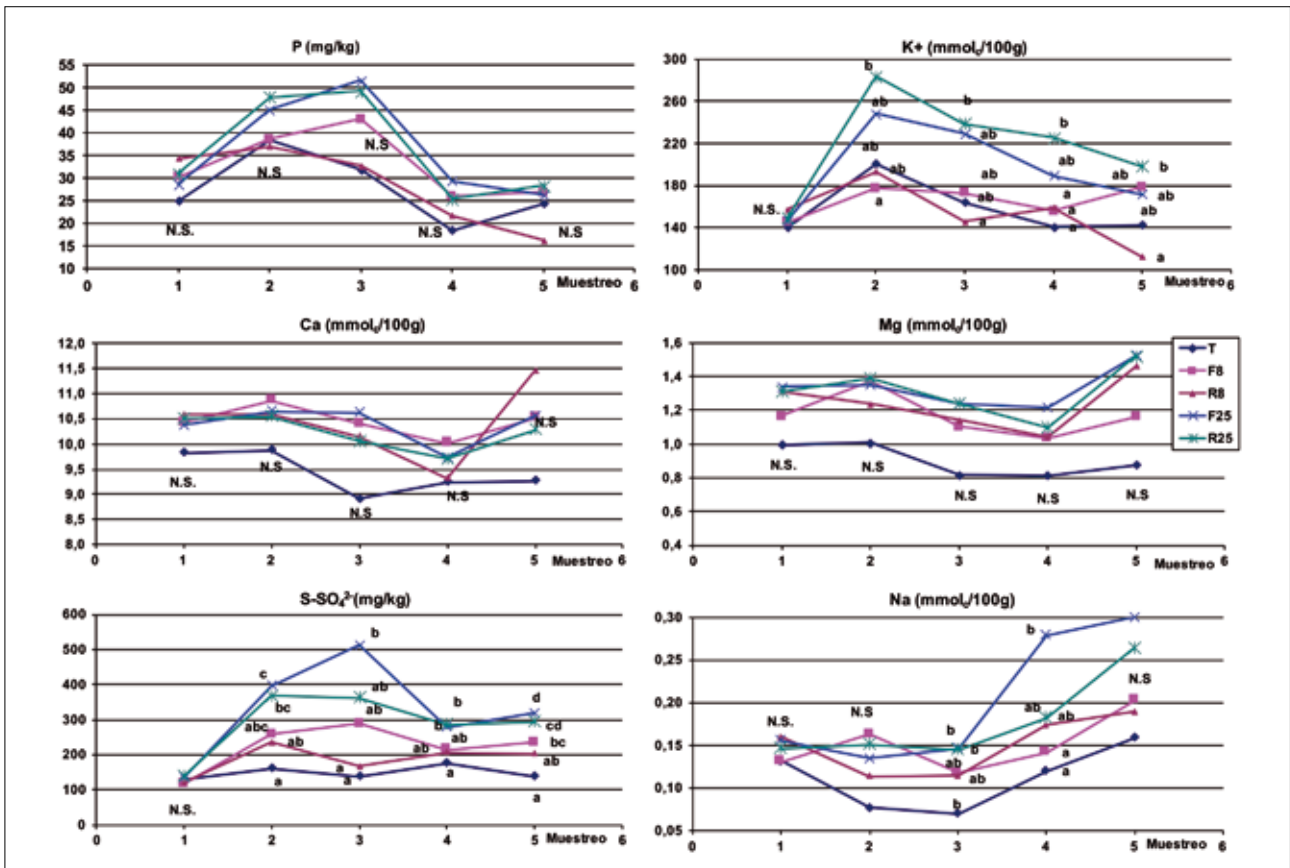 P (mg/kg)
55
50
45
40
35
30
25
20
15
10
N.S.
N.S
N.S
N.S
N.S
0 1 2 3 4 5 6
Muestreo
K+ (mmolc/100g)
300
260
220
180
140
100
N.S.
b
ab
ab
ab
a
b
ab
ab
ab
a
b
ab
a
a
a
b
ab
ab
ab
a
0 1 2 3 4 5 6
Muestreo
Ca (mmolc/100g)
12,0
11,5
11,0
10,5
10,0
9,5
9,0
8,5
8,0
N.S.
N.S
N.S
N.S
N.S
0 1 2 3 4 5 6
Muestreo
Mg (mmolc/100g)
1,6
1,4
1,2
1,0
0,8
0,6
0,4
N.S.
N.S
N.S
N.S
N.S
0 1 2 3 4 5 6
Muestreo
T
F8
R8
F25
R25
S-SO₄²⁻(mg/kg)
600
500
400
300
200
100
0
N.S.
c
bc
abc
ab
a
b
ab
ab
a
a
b
b
ab
ab
a
d
cd
bc
ab
a
0 1 2 3 4 5 6
Muestreo
Na (mmolc/100g)
0,30
0,25
0,20
0,15
0,10
0,05
N.S.
N.S
b
b
ab
ab
b
b
ab
ab
a
a
N.S
0 1 2 3 4 5 6
Muestreo